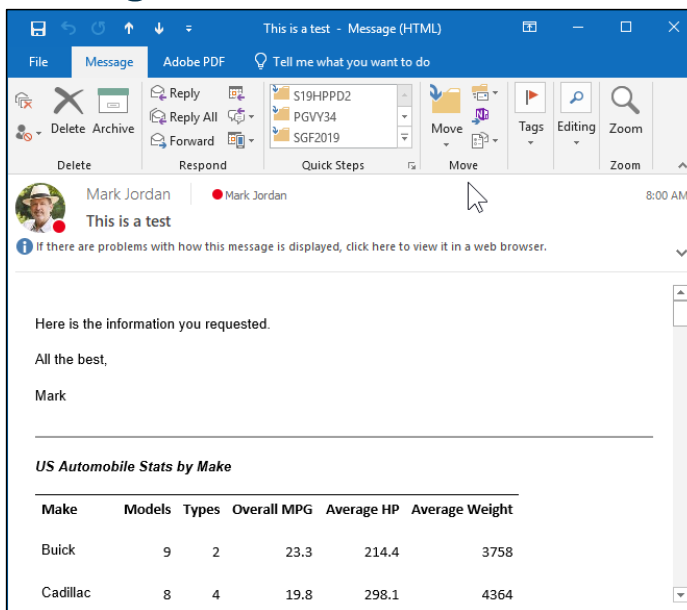 This is a test - Message (HTML)
File Message Adobe PDF Tell me what you want to do
Delete Archive
Reply
Reply All
Forward
S19HPPD2
PGVY34
SGF2019
Move
Tags Editing Zoom
Delete Respond Quick Steps Move Zoom
Mark Jordan Mark Jordan 8:00 AM
This is a test
If there are problems with how this message is displayed, click here to view it in a web browser.
Here is the information you requested.
All the best,
Mark
US Automobile Stats by Make
Make Models Types Overall MPG Average HP Average Weight
Buick 9 2 23.3 214.4 3758
Cadillac 8 4 19.8 298.1 4364